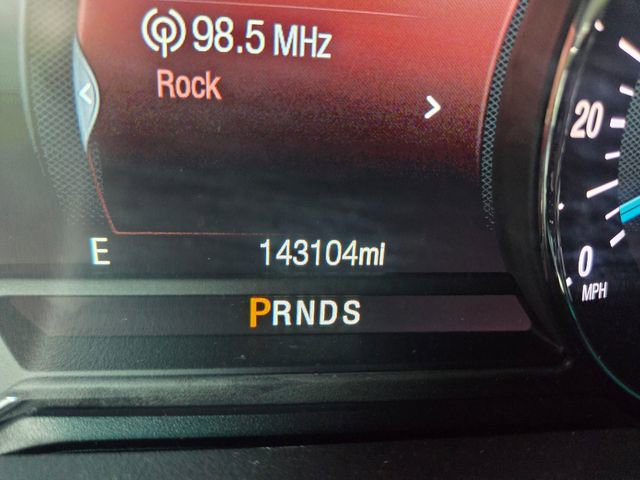 98.5 MHz
Rock
20
E 143104mi
0
MPH
PRNDS